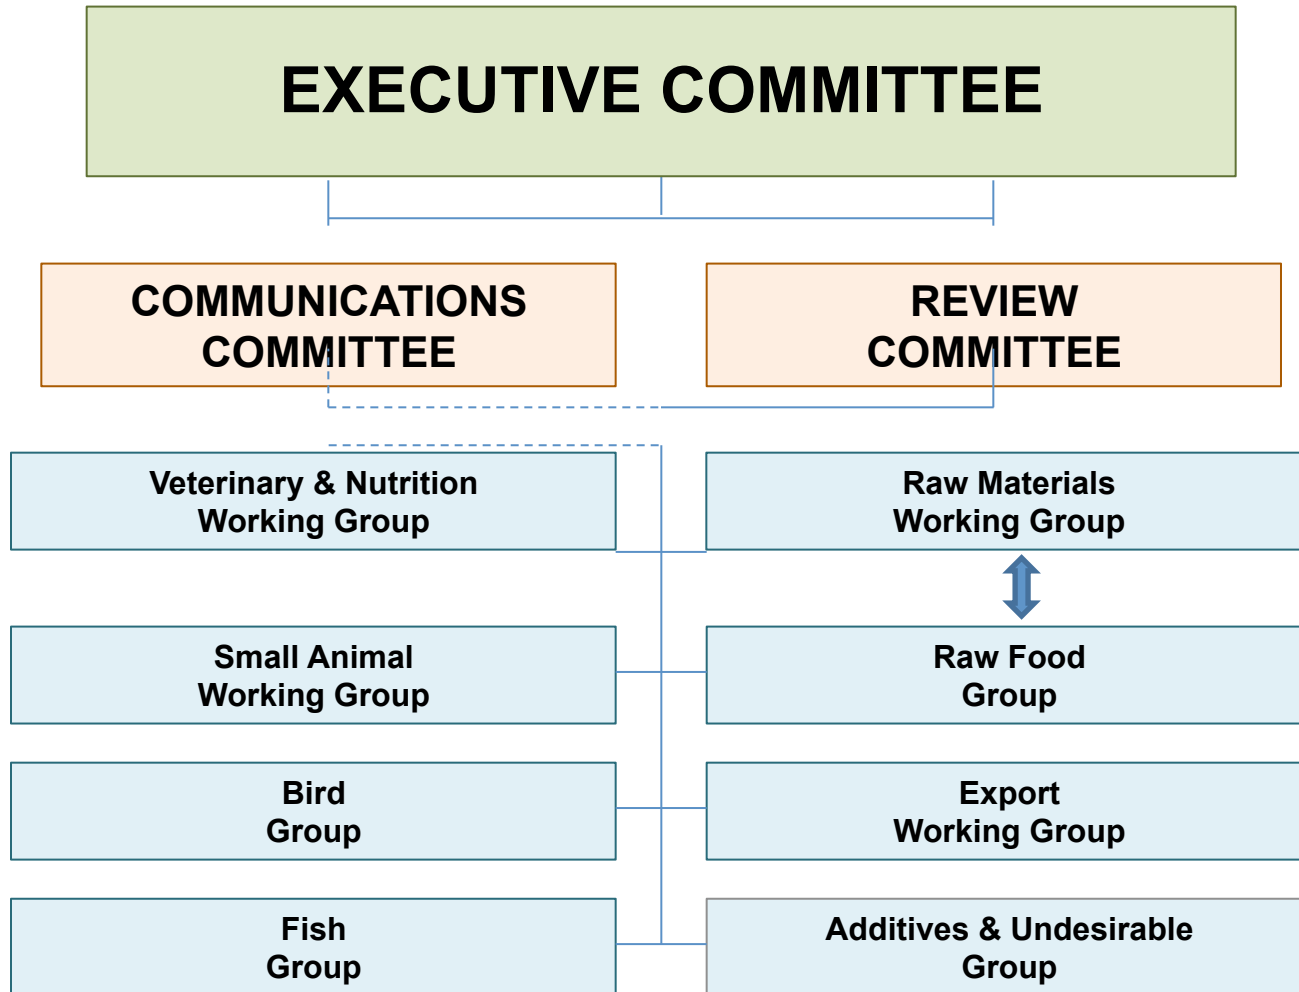 EXECUTIVE COMMITTEE
COMMUNICATIONS
COMMITTEE
REVIEW
COMMITTEE
Veterinary & Nutrition
Working Group
Raw Materials
Working Group
Small Animal
Working Group
Raw Food
Group
Bird
Group
Export
Working Group
Fish
Group
Additives & Undesirable
Group